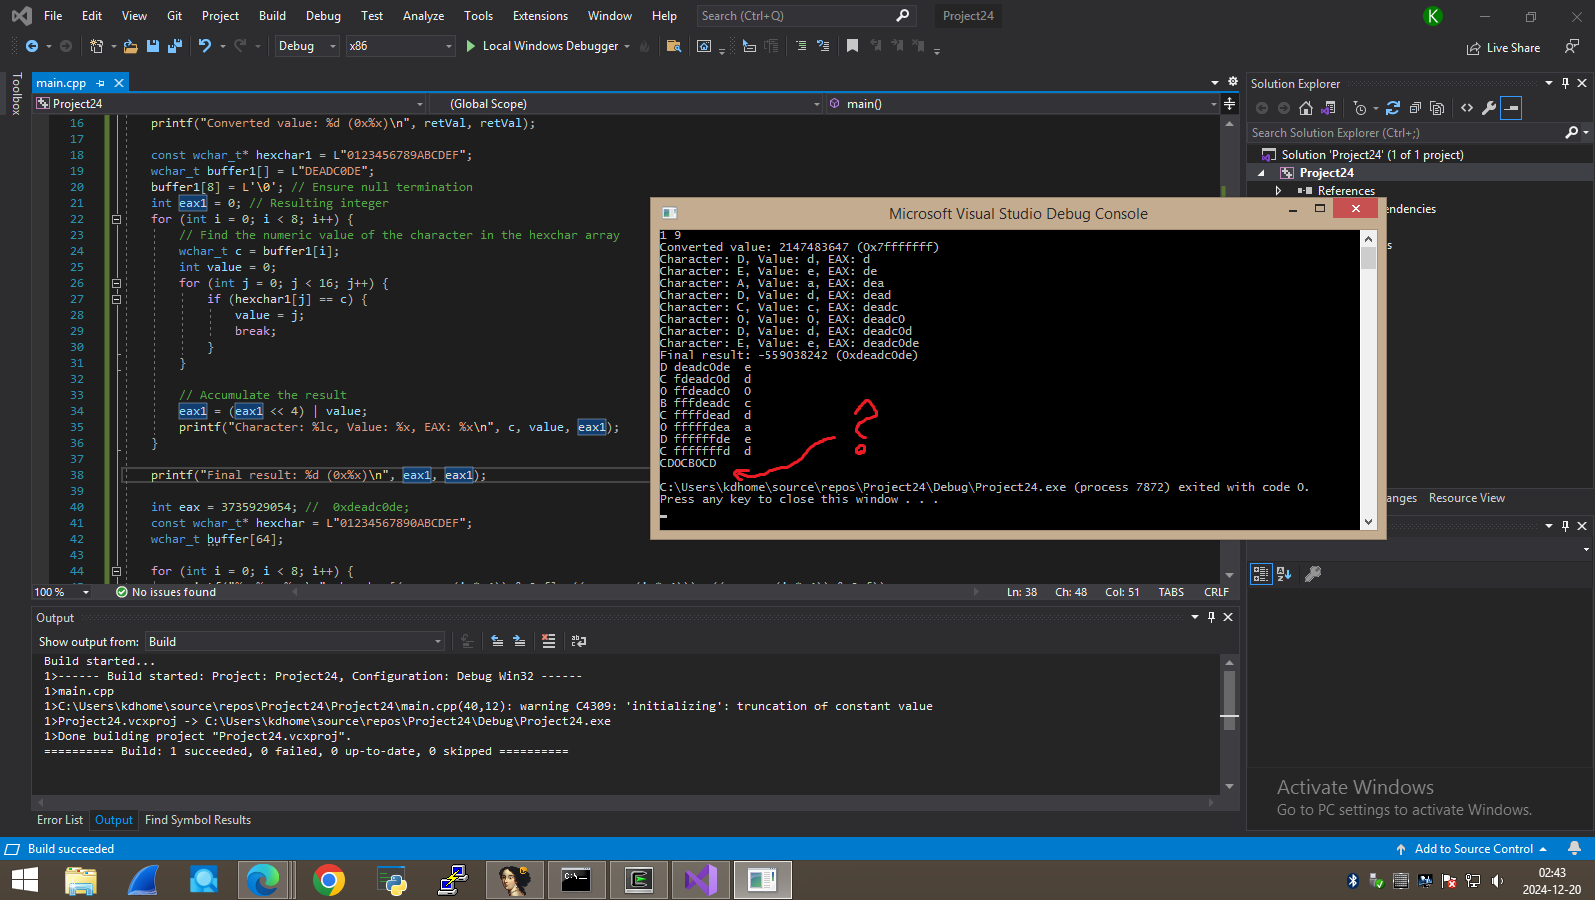 File Edit View Git Project Build Debug Test Analyze Tools Extensions Window Help Search (Ctrl+Q) Project24 K
Debug x86 Local Windows Debugger Live Share
Toolbox
main.cpp
Project24 (Global Scope) main()
16 printf("Converted value: %d (0x%x)\n", retVal, retVal);
17
18 const wchar_t* hexchar1 = L"0123456789ABCDEF";
19 wchar_t buffer1[] = L"DEADC0DE";
20 buffer1[8] = L'\0'; // Ensure null termination
21 int eax1 = 0; // Resulting integer
22 for (int i = 0; i < 8; i++) {
23 // Find the numeric value of the character in the hexchar array
24 wchar_t c = buffer1[i];
25 int value = 0;
26 for (int j = 0; j < 16; j++) {
27 if (hexchar1[j] == c) {
28 value = j;
29 break;
30 }
31 }
32
33 // Accumulate the result
34 eax1 = (eax1 << 4) | value;
35 printf("Character: %lc, Value: %x, EAX: %x\n", c, value, eax1);
36 }
37
38 printf("Final result: %d (0x%x)\n", eax1, eax1);
39
40 int eax = 3735929054; // 0xdeadc0de;
41 const wchar_t* hexchar = L"01234567890ABCDEF";
42 wchar_t buffer[64];
43
44 for (int i = 0; i < 8; i++) {
100 % No issues found Ln: 38 Ch: 48 Col: 51 TABS CRLF
Microsoft Visual Studio Debug Console
1 9
Converted value: 2147483647 (0x7fffffff)
Character: D, Value: d, EAX: d
Character: E, Value: e, EAX: de
Character: A, Value: a, EAX: dea
Character: D, Value: d, EAX: dead
Character: C, Value: c, EAX: deadc
Character: 0, Value: 0, EAX: deadc0
Character: D, Value: d, EAX: deadc0d
Character: E, Value: e, EAX: deadc0de
Final result: -559038242 (0xdeadc0de)
D deadc0de e
C fdeadc0d d
0 ffdeadc0 0
B fffdeadc c
C ffffdead d
0 fffffdea a
D ffffffde e
C fffffffd d
CD0CB0CD
?
C:\Users\kdhome\source\repos\Project24\Debug\Project24.exe (process 7872) exited with code 0.
Press any key to close this window . . .
Solution Explorer
Search Solution Explorer (Ctrl+;)
Solution 'Project24' (1 of 1 project)
Project24
References
endencies
s
anges Resource View
Output
Show output from: Build
Build started...
1>------ Build started: Project: Project24, Configuration: Debug Win32 ------
1>main.cpp
1>C:\Users\kdhome\source\repos\Project24\Project24\main.cpp(40,12): warning C4309: 'initializing': truncation of constant value
1>Project24.vcxproj -> C:\Users\kdhome\source\repos\Project24\Debug\Project24.exe
1>Done building project "Project24.vcxproj".
========== Build: 1 succeeded, 0 failed, 0 up-to-date, 0 skipped ==========
Activate Windows
Go to PC settings to activate Windows.
Error List Output Find Symbol Results
Build succeeded Add to Source Control
02:43
2024-12-20